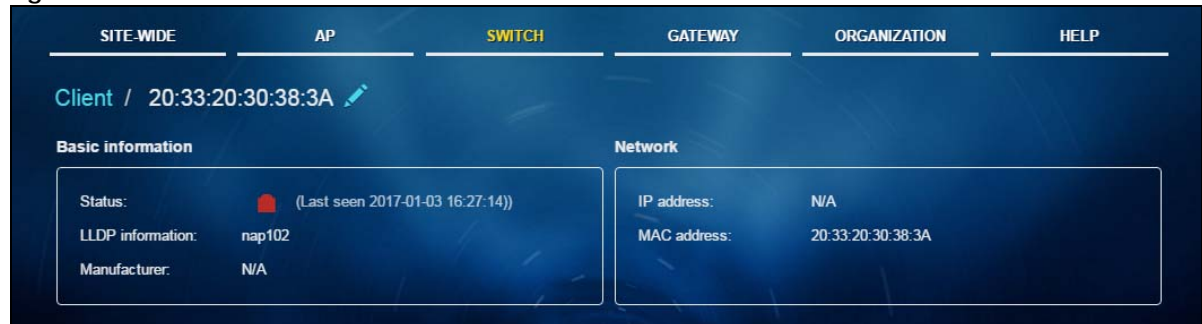 SITE-WIDE AP SWITCH GATEWAY ORGANIZATION HELP
Client / 20:33:20:30:38:3A
Basic information
Status: (Last seen 2017-01-03 16:27:14))
LLDP information: nap102
Manufacturer: N/A
Network
IP address: N/A
MAC address: 20:33:20:30:38:3A